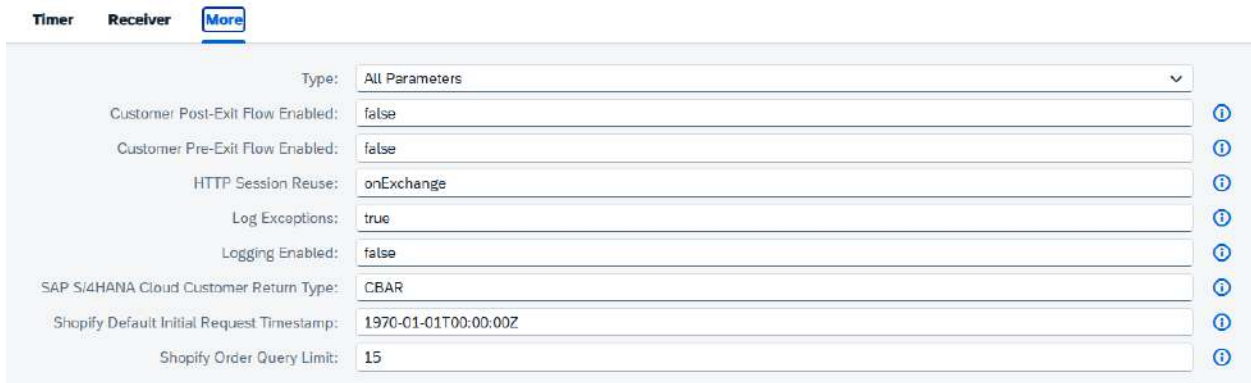 Timer Receiver More
Type: All Parameters
Customer Post-Exit Flow Enabled: false
Customer Pre-Exit Flow Enabled: false
HTTP Session Reuse: onExchange
Log Exceptions: true
Logging Enabled: false
SAP S/4HANA Cloud Customer Return Type: CBAR
Shopify Default Initial Request Timestamp: 1970-01-01T00:00:00Z
Shopify Order Query Limit: 15